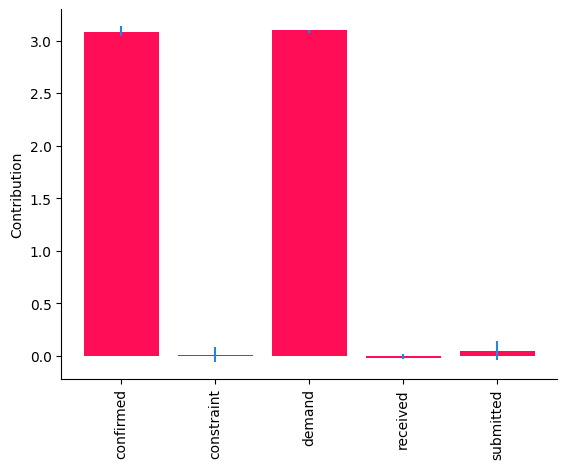 Contribution
3.0
2.5
2.0
1.5
1.0
0.5
0.0
confirmed
constraint
demand
received
submitted